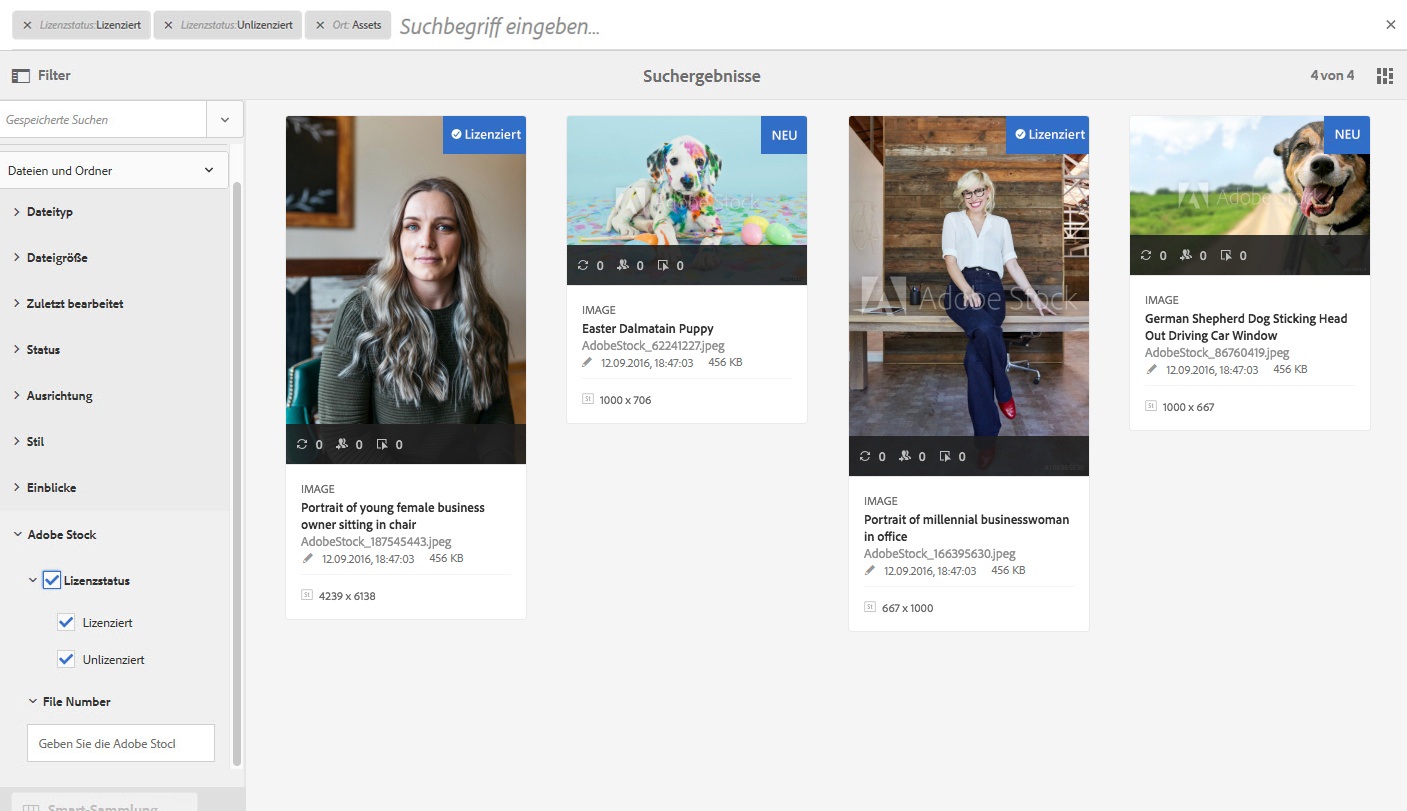 Lizenzstatus:Lizenziert
Lizenzstatus:Unlizenziert
Ort: Assets
Suchbegriff eingeben...
Filter
Suchergebnisse
4 von 4
Gespeicherte Suchen
Dateien und Ordner
Dateityp
Dateigröße
Zuletzt bearbeitet
Status
Ausrichtung
Stil
Einblicke
Adobe Stock
Lizenzstatus
Lizenziert
Unlizenziert
File Number
Geben Sie die Adobe Stocl
Smart-Sammlung
Lizenziert
0 0 0
IMAGE
Portrait of young female business
owner sitting in chair
AdobeStock_187545443.jpeg
12.09.2016, 18:47:03 456 KB
St 4239 x 6138
NEU
Adobe Stock
0 0 0
IMAGE
Easter Dalmatain Puppy
AdobeStock_62241227.jpeg
12.09.2016, 18:47:03 456 KB
St 1000 x 706
Lizenziert
Adobe Stock
0 0 0
IMAGE
Portrait of millennial businesswoman
in office
AdobeStock_166395630.jpeg
12.09.2016, 18:47:03 456 KB
St 667 x 1000
NEU
Adobe Stock
0 0 0
IMAGE
German Shepherd Dog Sticking Head
Out Driving Car Window
AdobeStock_86760419.jpeg
12.09.2016, 18:47:03 456 KB
St 1000 x 667